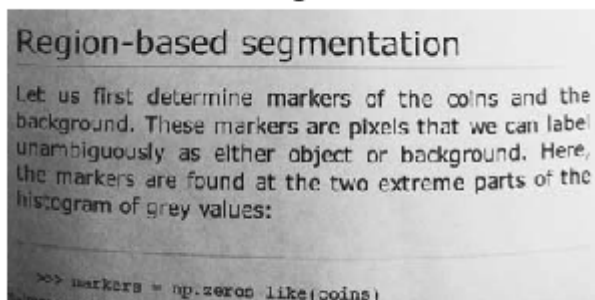 Region-based segmentation
Let us first determine markers of the coins and the
background. These markers are pixels that we can label
unambiguously as either object or background. Here,
the markers are found at the two extreme parts of the
histogram of grey values:
>>> markers = np.zeros_like(coins)